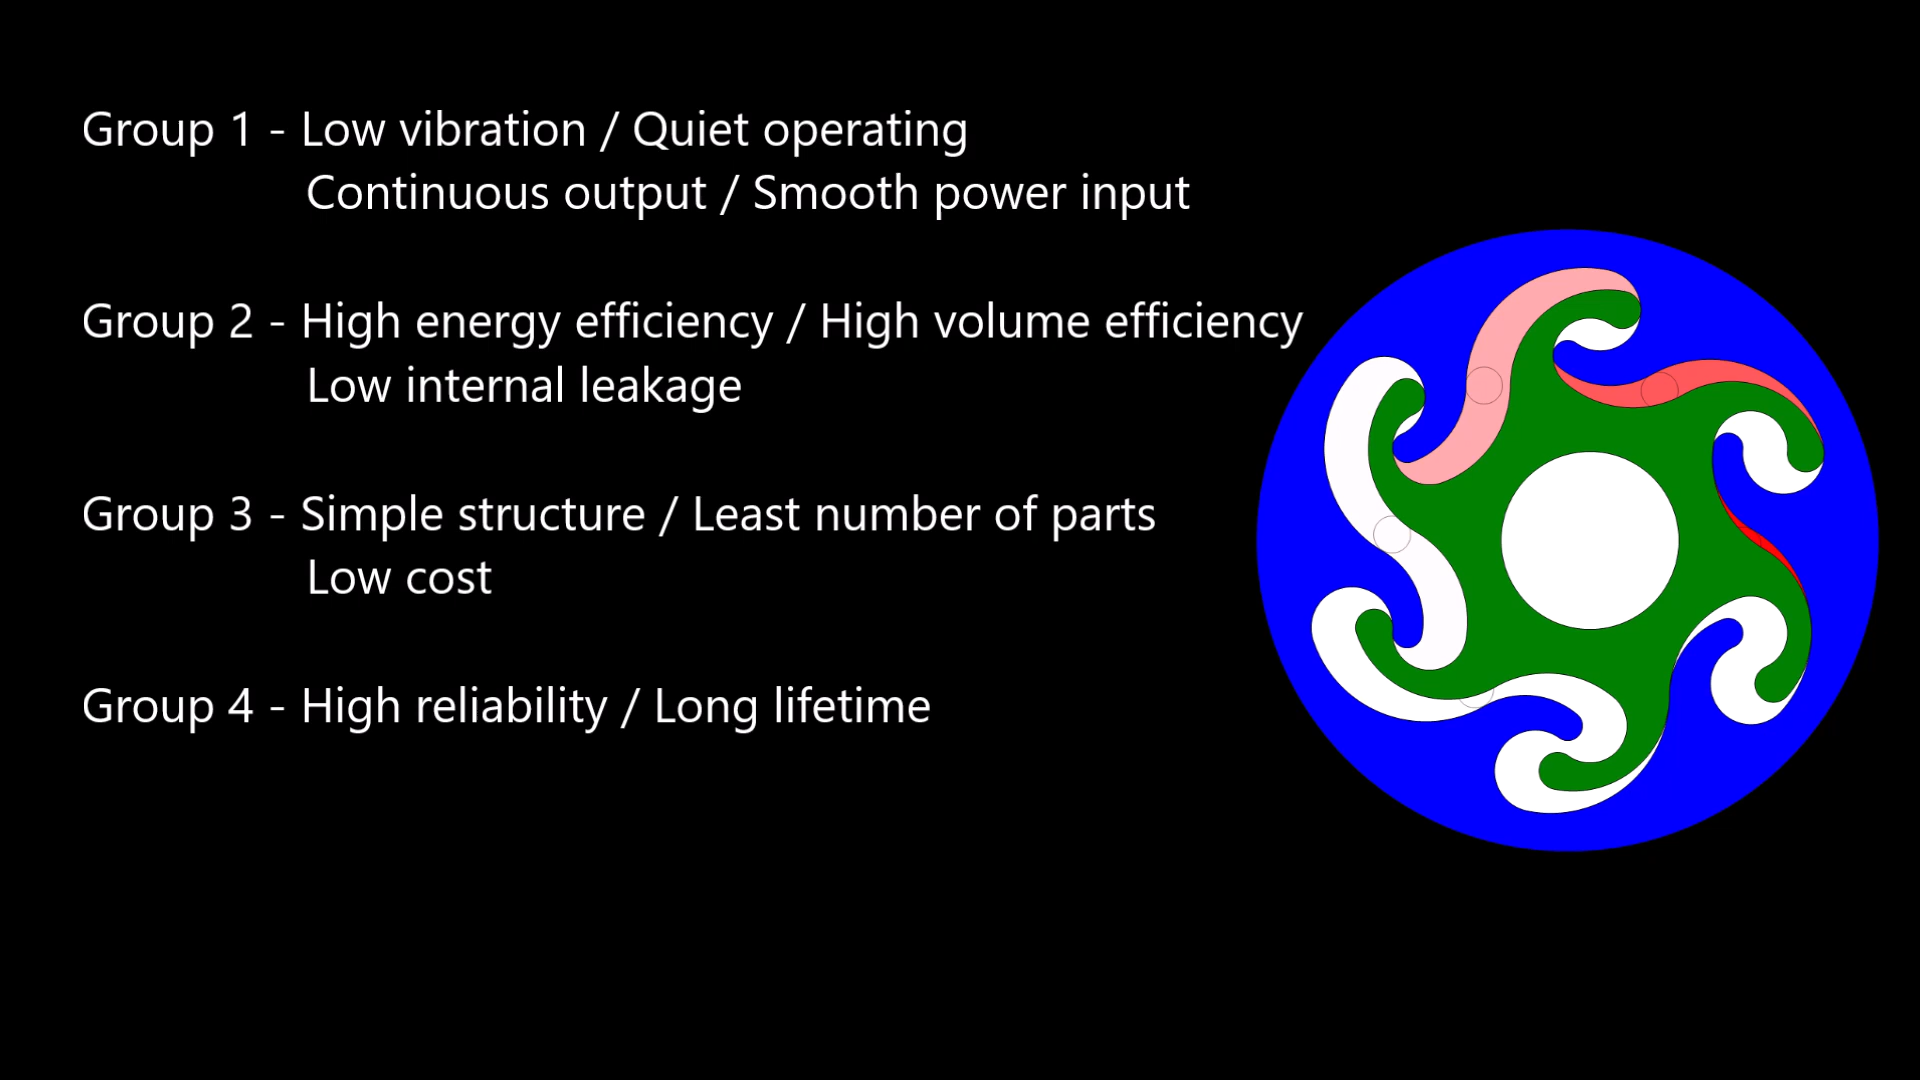 Group 1 - Low vibration / Quiet operating
Continuous output / Smooth power input
Group 2 - High energy efficiency / High volume efficiency
Low internal leakage
Group 3 - Simple structure / Least number of parts
Low cost
Group 4 - High reliability / Long lifetime